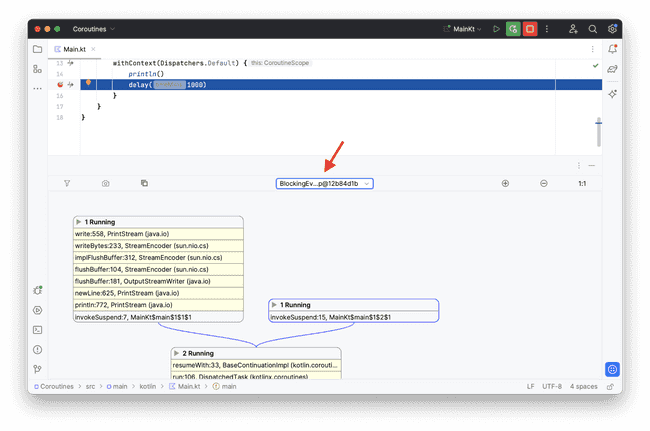 Coroutines
MainKt
Main.kt
13 withContext(Dispatchers.Default) { this: CoroutineScope
14 println()
delay( 1000)
16 }
17 }
18 }
BlockingEv...p@12b84d1b
1:1
1 Running
write:558, PrintStream (java.io)
writeBytes:233, StreamEncoder (sun.nio.cs)
implFlushBuffer:312, StreamEncoder (sun.nio.cs)
flushBuffer:104, StreamEncoder (sun.nio.cs)
flushBuffer:181, OutputStreamWriter (java.io)
newLine:625, PrintStream (java.io)
println:772, PrintStream (java.io)
invokeSuspend:7, MainKt$main$1$1$1
1 Running
invokeSuspend:15, MainKt$main$1$2$1
2 Running
resumeWith:33, BaseContinuationImpl (kotlin.corouti...
run:106, DispatchedTask (kotlinx.coroutines)
Coroutines > src > main > kotlin > Main.kt > main
LF UTF-8 4 spaces